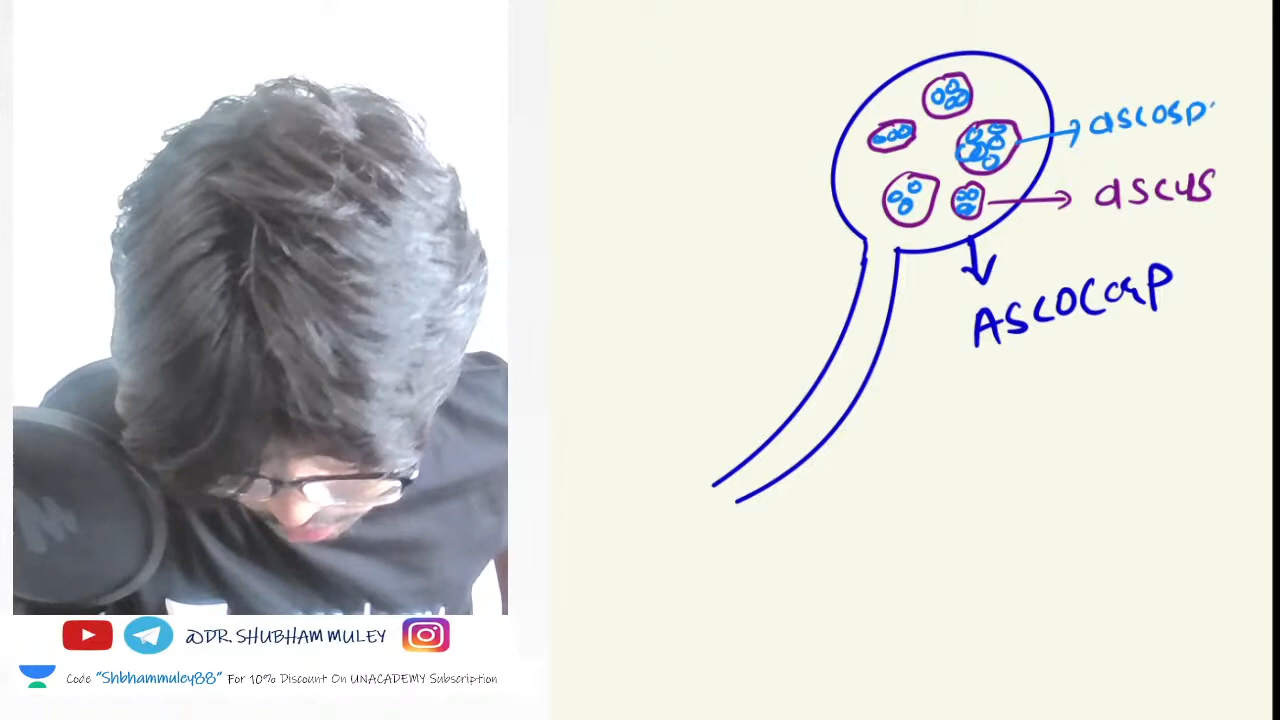 ascosp
ascus
ASCOCarp
@DR. SHUBHAM MULEY
Code "Shbhammuley88" For 10% Discount On UNACADEMY Subscription